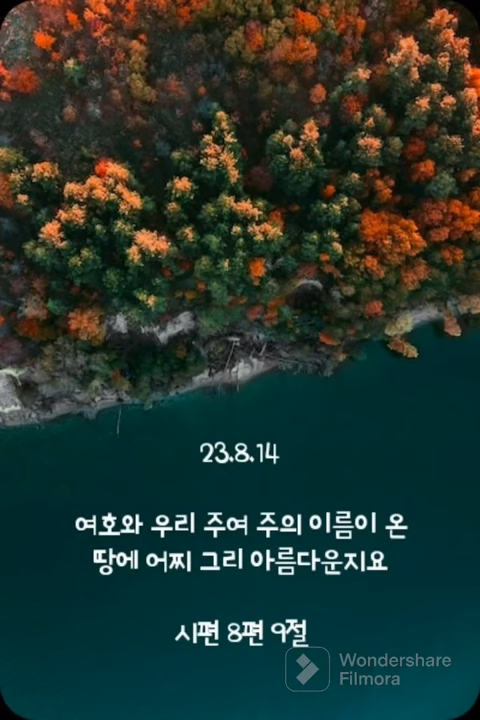 23.8.14
여호와 우리 주여 주의 이름이 온
땅에 어찌 그리 아름다운지요
시편 8편 9절
Wondershare
Filmora